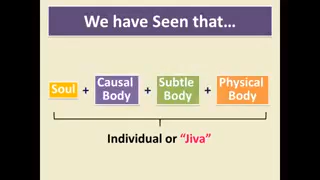 We have Seen that…
Soul + Causal Body + Subtle Body + Physical Body
Individual or “Jiva”